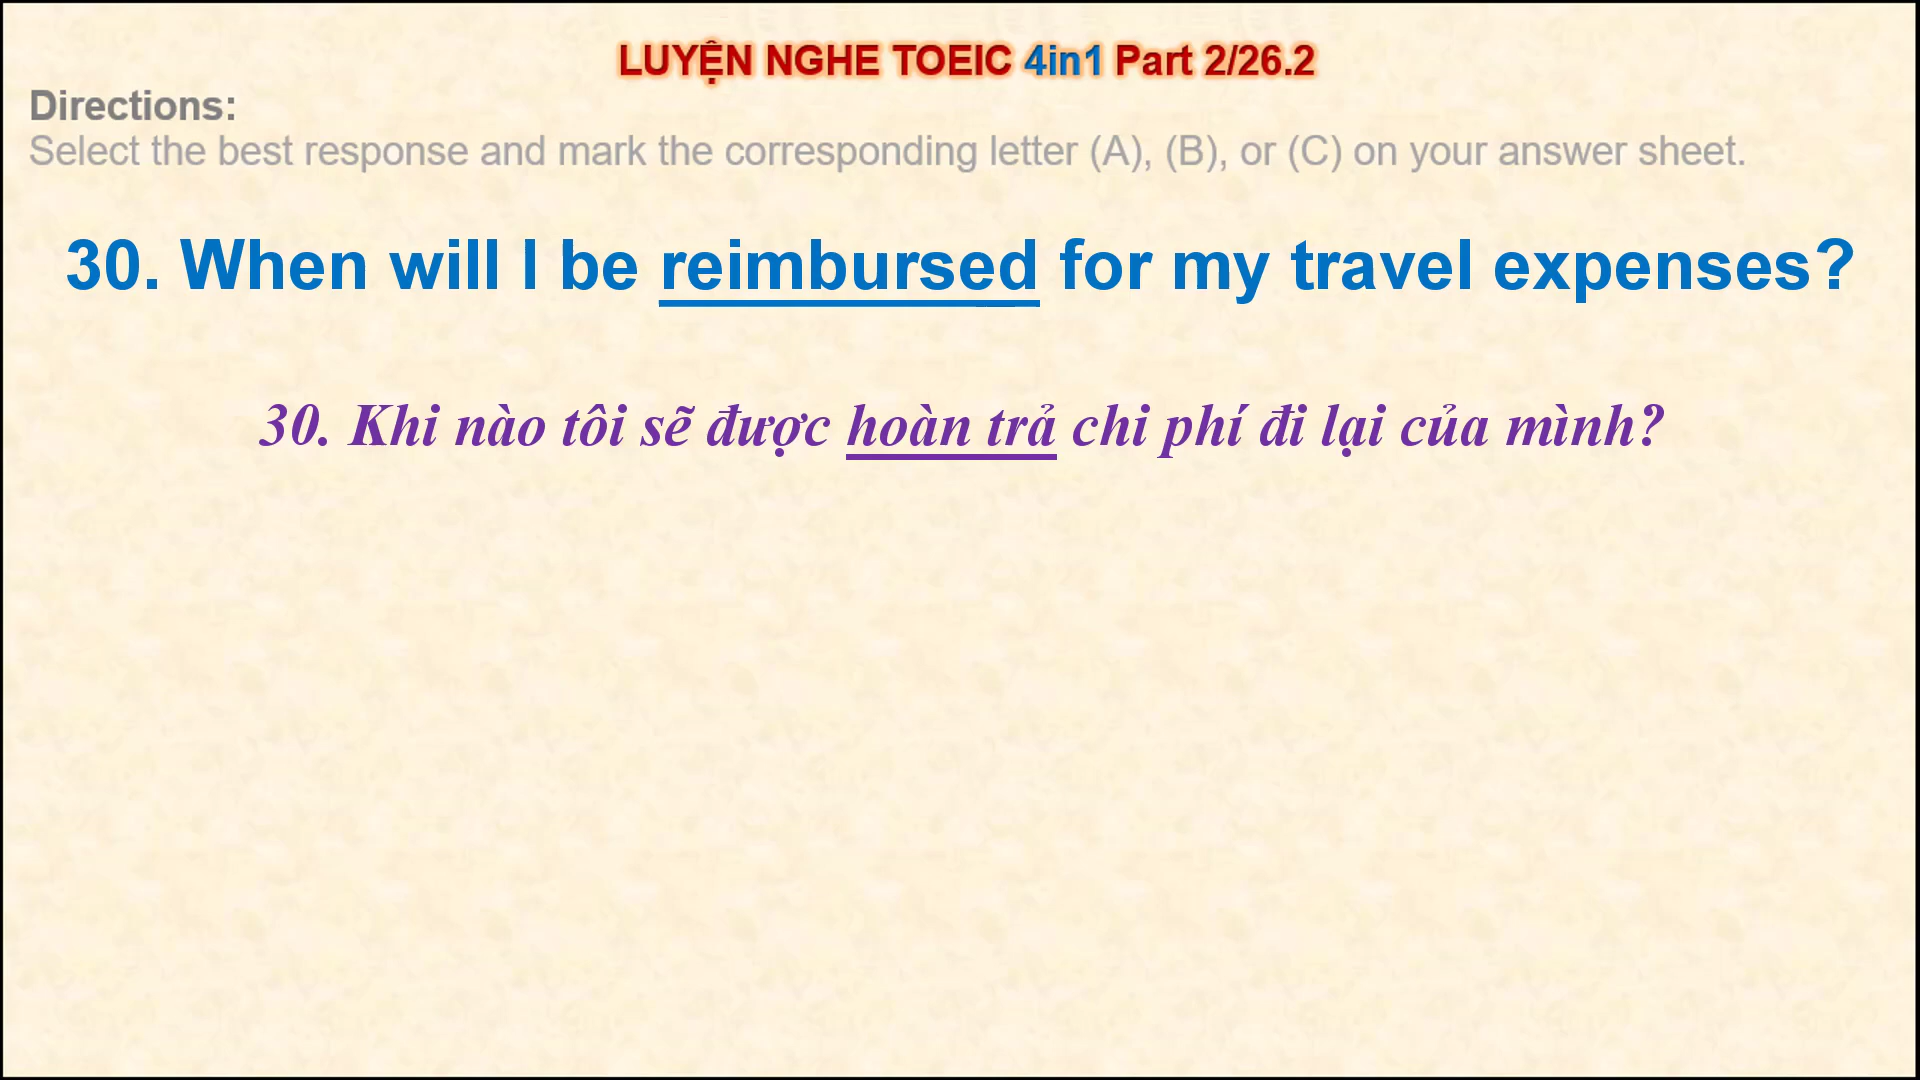 LUYỆN NGHE TOEIC 4in1 Part 2/26.2
Directions:
Select the best response and mark the corresponding letter (A), (B), or (C) on your answer sheet.
30. When will I be reimbursed for my travel expenses?
30. Khi nào tôi sẽ được hoàn trả chi phí đi lại của mình?